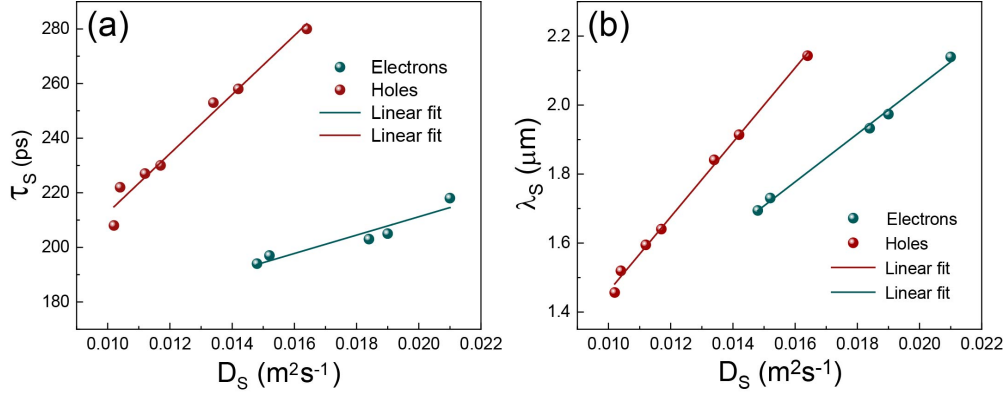 (a)
280
260
240
220
200
180
τS (ps)
Electrons
Holes
Linear fit
Linear fit
0.010 0.012 0.014 0.016 0.018 0.020 0.022
DS (m²s⁻¹)
(b)
2.2
2.0
1.8
1.6
1.4
λS (μm)
Electrons
Holes
Linear fit
Linear fit
0.010 0.012 0.014 0.016 0.018 0.020 0.022
DS (m²s⁻¹)